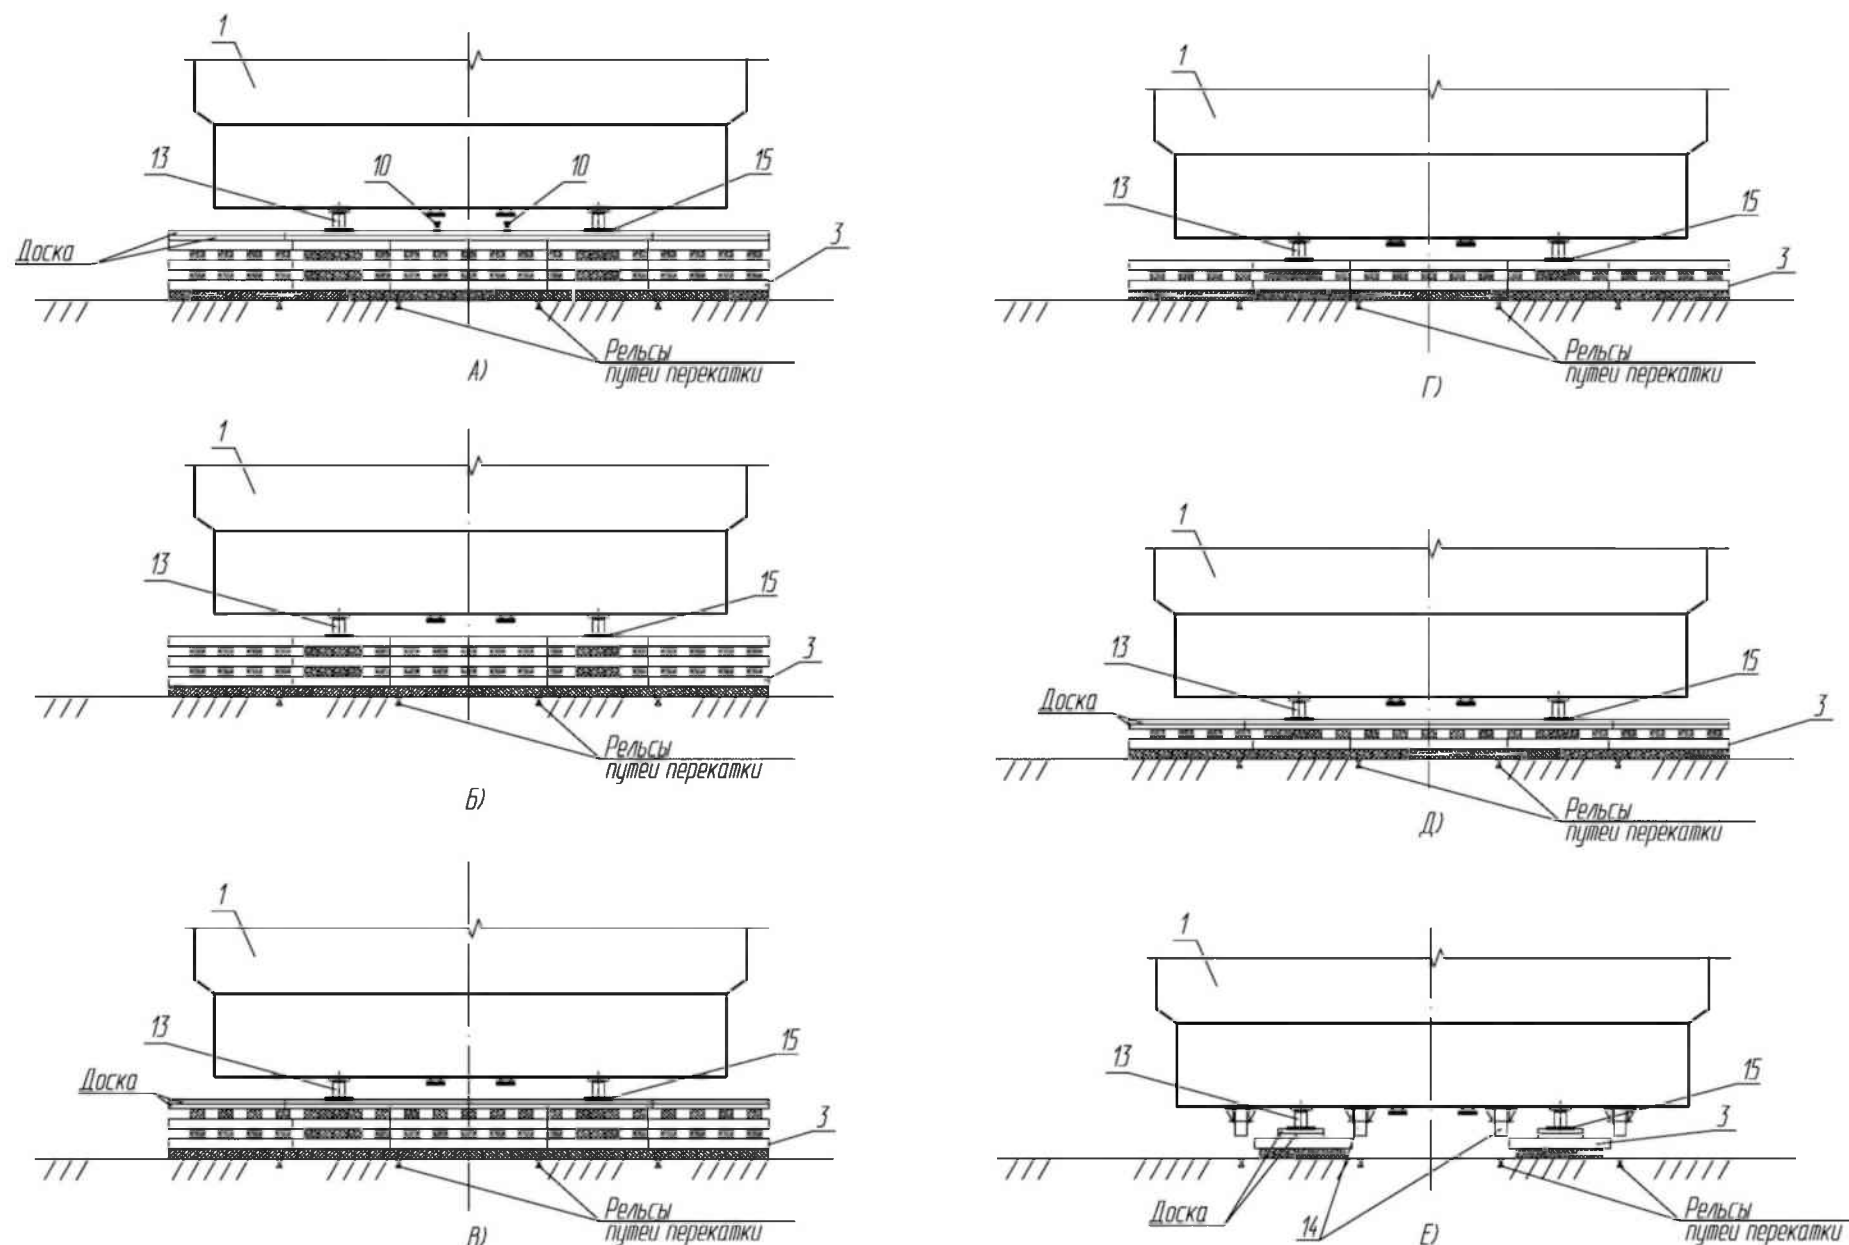 1
13
10
10
15
Доска
3
Рельсы
путей перекатки
А)
1
13
15
3
Рельсы
путей перекатки
Б)
1
13
15
Доска
3
Рельсы
путей перекатки
В)
1
13
15
3
Рельсы
путей перекатки
Г)
1
13
15
Доска
3
Рельсы
путей перекатки
Д)
1
13
15
3
Доска
14
Рельсы
путей перекатки
Е)